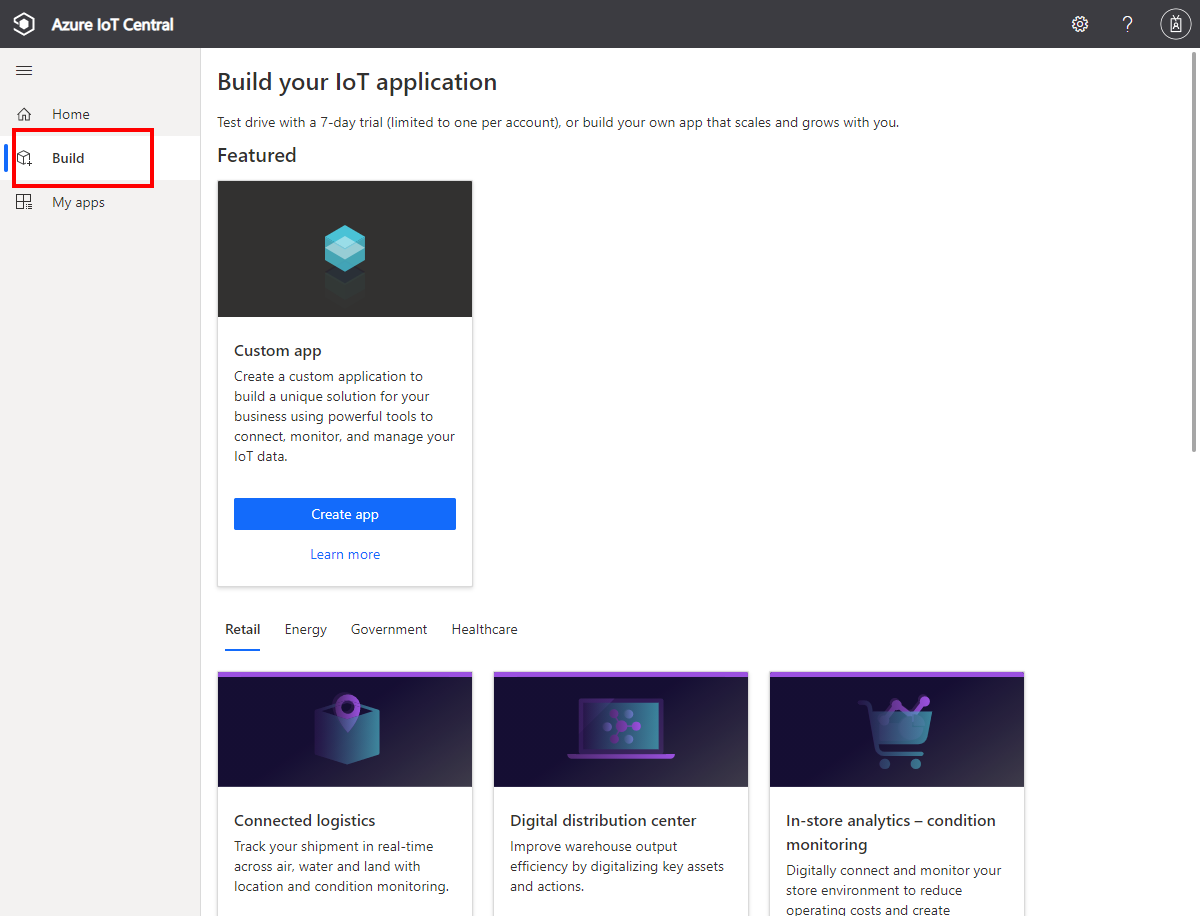 Azure IoT Central
?
Home
Build
My apps
Build your IoT application
Test drive with a 7-day trial (limited to one per account), or build your own app that scales and grows with you.
Featured
Custom app
Create a custom application to
build a unique solution for your
business using powerful tools to
connect, monitor, and manage your
IoT data.
Create app
Learn more
Retail Energy Government Healthcare
Connected logistics
Track your shipment in real-time
across air, water and land with
location and condition monitoring.
Digital distribution center
Improve warehouse output
efficiency by digitalizing key assets
and actions.
In-store analytics – condition
monitoring
Digitally connect and monitor your
store environment to reduce
operating costs and create